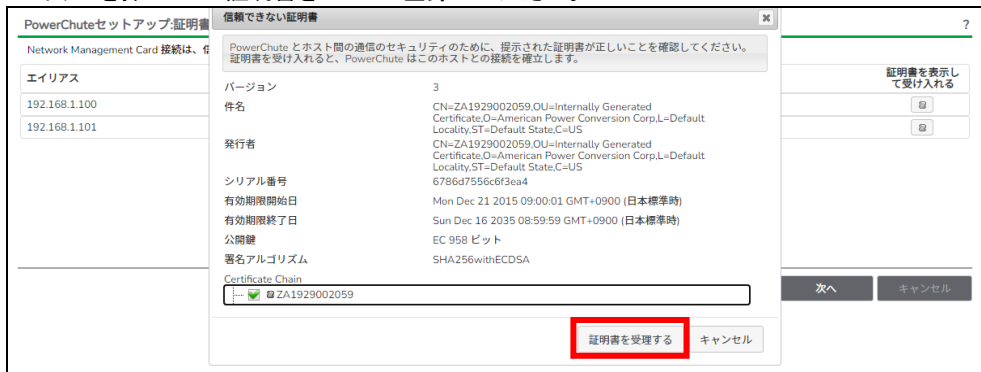 PowerChuteセットアップ:証明書
?
信頼できない証明書
Network Management Card 接続は、信
PowerChute とホスト間の通信のセキュリティのために、提示された証明書が正しいことを確認してください。
証明書を受け入れると、PowerChute はこのホストとの接続を確立します。
エイリアス
証明書を表示し
て受け入れる
192.168.1.100
192.168.1.101
バージョン 3
件名 CN=ZA1929002059,OU=Internally Generated
Certificate,O=American Power Conversion Corp,L=Default
Locality,ST=Default State,C=US
発行者 CN=ZA1929002059,OU=Internally Generated
Certificate,O=American Power Conversion Corp,L=Default
Locality,ST=Default State,C=US
シリアル番号 6786d7556c6f3ea4
有効期限開始日 Mon Dec 21 2015 09:00:01 GMT+0900 (日本標準時)
有効期限終了日 Sun Dec 16 2035 08:59:59 GMT+0900 (日本標準時)
公開鍵 EC 958 ビット
署名アルゴリズム SHA256withECDSA
Certificate Chain
ZA1929002059
次へ
キャンセル
証明書を受理する
キャンセル